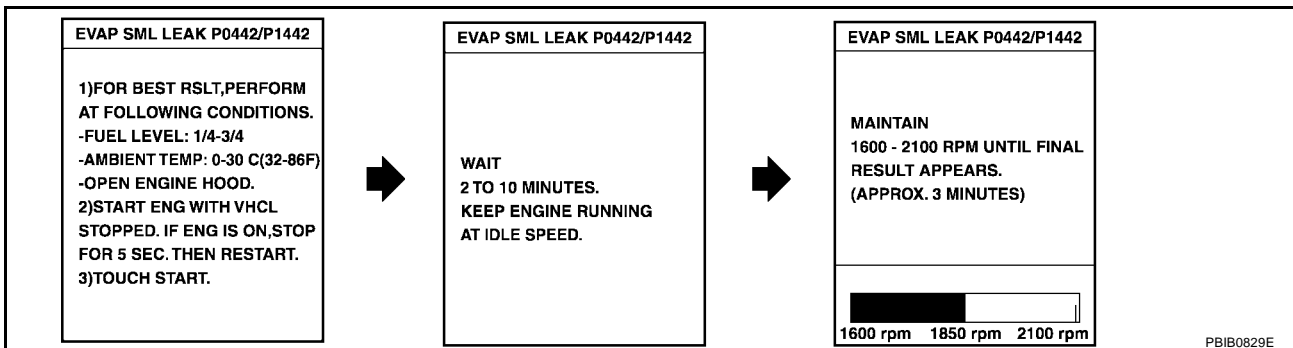 EVAP SML LEAK P0442/P1442
1)FOR BEST RSLT,PERFORM
AT FOLLOWING CONDITIONS.
-FUEL LEVEL: 1/4-3/4
-AMBIENT TEMP: 0-30 C(32-86F)
-OPEN ENGINE HOOD.
2)START ENG WITH VHCL
STOPPED. IF ENG IS ON,STOP
FOR 5 SEC. THEN RESTART.
3)TOUCH START.
EVAP SML LEAK P0442/P1442
WAIT
2 TO 10 MINUTES.
KEEP ENGINE RUNNING
AT IDLE SPEED.
EVAP SML LEAK P0442/P1442
MAINTAIN
1600 - 2100 RPM UNTIL FINAL
RESULT APPEARS.
(APPROX. 3 MINUTES)
1600 rpm 1850 rpm 2100 rpm
PBIB0829E